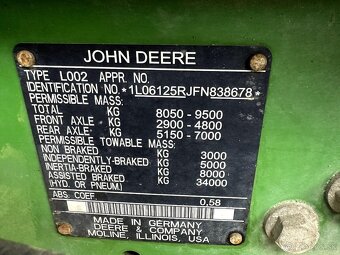 JOHN DEERE
TYPE L002 APPR. NO.
IDENTIFICATION NO. *1L06125RJFN838678*
PERMISSIBLE MASS:
TOTAL KG 8050 - 9500
FRONT AXLE KG 2900 - 4800
REAR AXLE KG 5150 - 7000
PERMISSIBLE TOWABLE MASS:
NON BRAKED KG 3000
INDEPENDENTLY-BRAKED KG 5000
INERTIA-BRAKED KG 8000
ASSISTED BRAKED KG 34000
(HYD. OR PNEUM.)
ABS. COEF. 0,58
MADE IN GERMANY
DEERE & COMPANY
MOLINE, ILLINOIS, USA